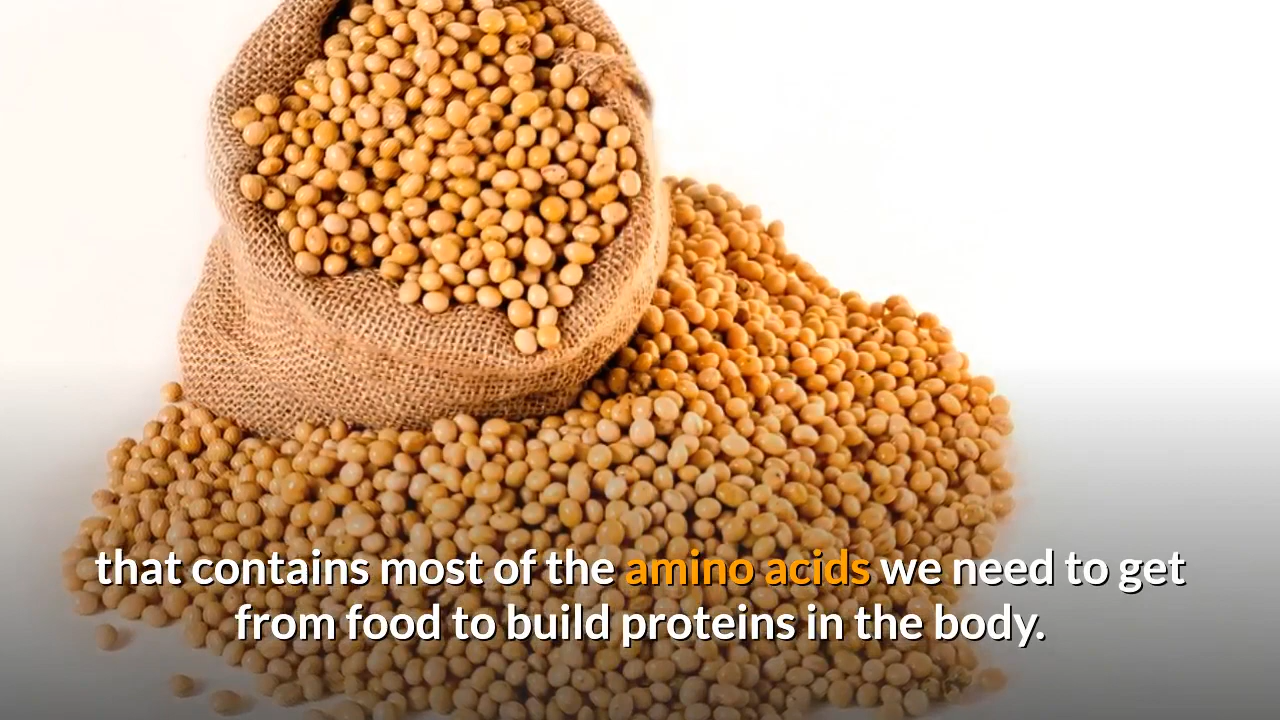 that contains most of the amino acids we need to get
from food to build proteins in the body.